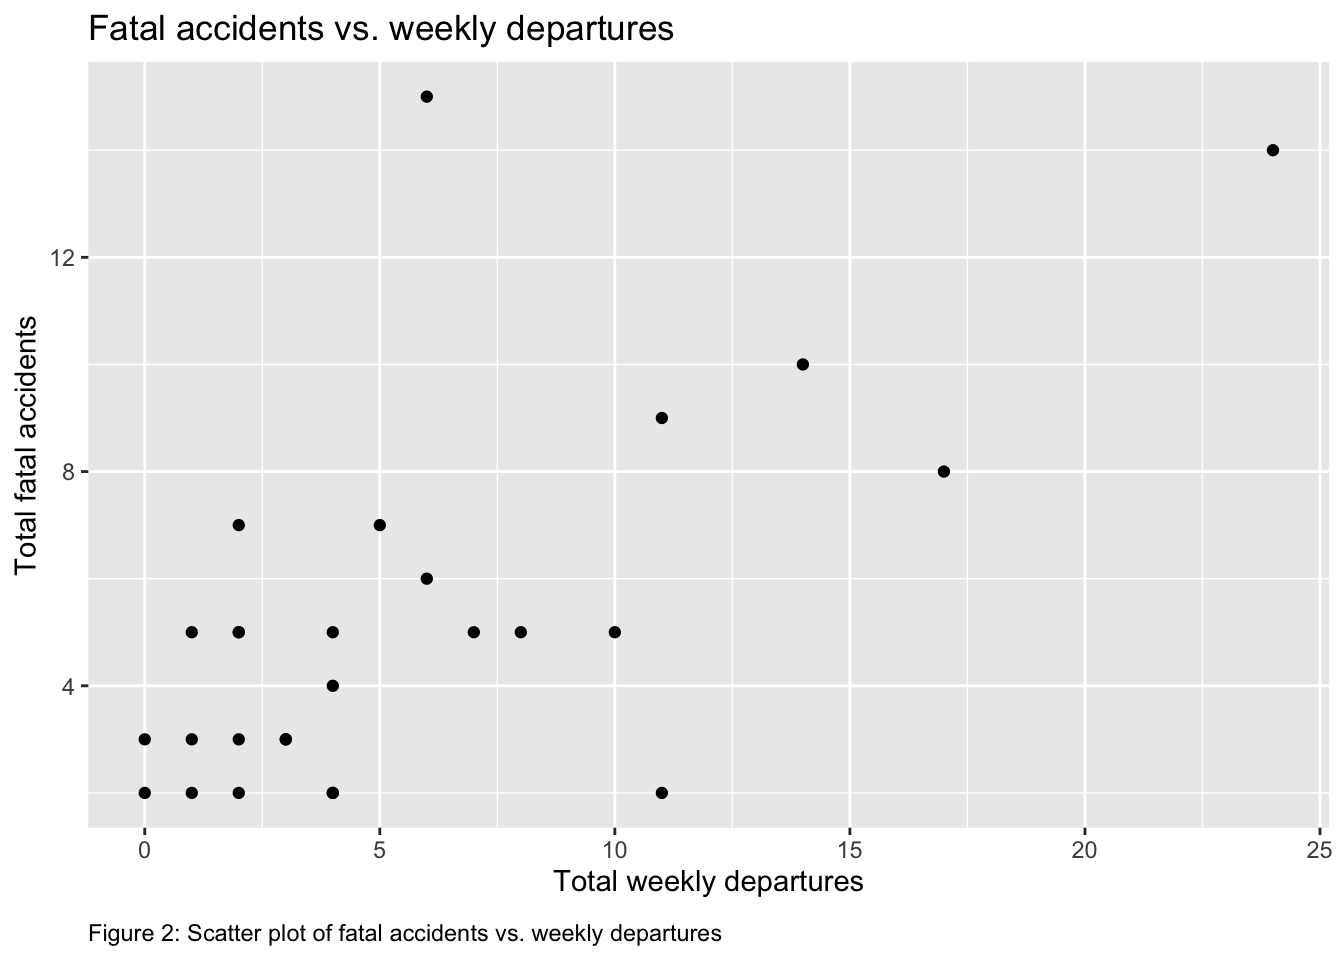 Fatal accidents vs. weekly departures
Total fatal accidents
12
8
4
0 5 10 15 20 25
Total weekly departures
Figure 2: Scatter plot of fatal accidents vs. weekly departures